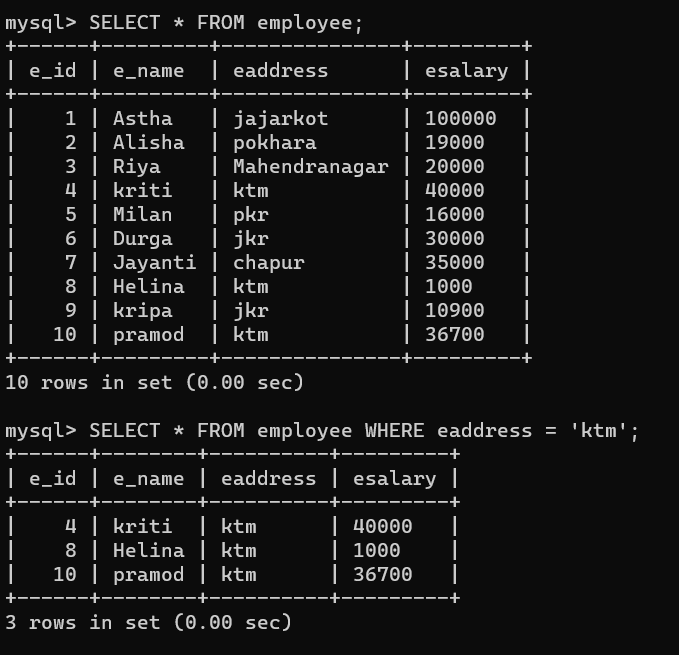 mysql> SELECT * FROM employee;
+------+---------+---------------+---------+
| e_id | e_name  | eaddress      | esalary |
+------+---------+---------------+---------+
|    1 | Astha   | jajarkot      | 100000  |
|    2 | Alisha  | pokhara       | 19000   |
|    3 | Riya    | Mahendranagar | 20000   |
|    4 | kriti   | ktm           | 40000   |
|    5 | Milan   | pkr           | 16000   |
|    6 | Durga   | jkr           | 30000   |
|    7 | Jayanti | chapur        | 35000   |
|    8 | Helina  | ktm           | 1000    |
|    9 | kripa   | jkr           | 10900   |
|   10 | pramod  | ktm           | 36700   |
+------+---------+---------------+---------+
10 rows in set (0.00 sec)

mysql> SELECT * FROM employee WHERE eaddress = 'ktm';
+------+--------+----------+---------+
| e_id | e_name | eaddress | esalary |
+------+--------+----------+---------+
|    4 | kriti  | ktm      | 40000   |
|    8 | Helina | ktm      | 1000    |
|   10 | pramod | ktm      | 36700   |
+------+--------+----------+---------+
3 rows in set (0.00 sec)